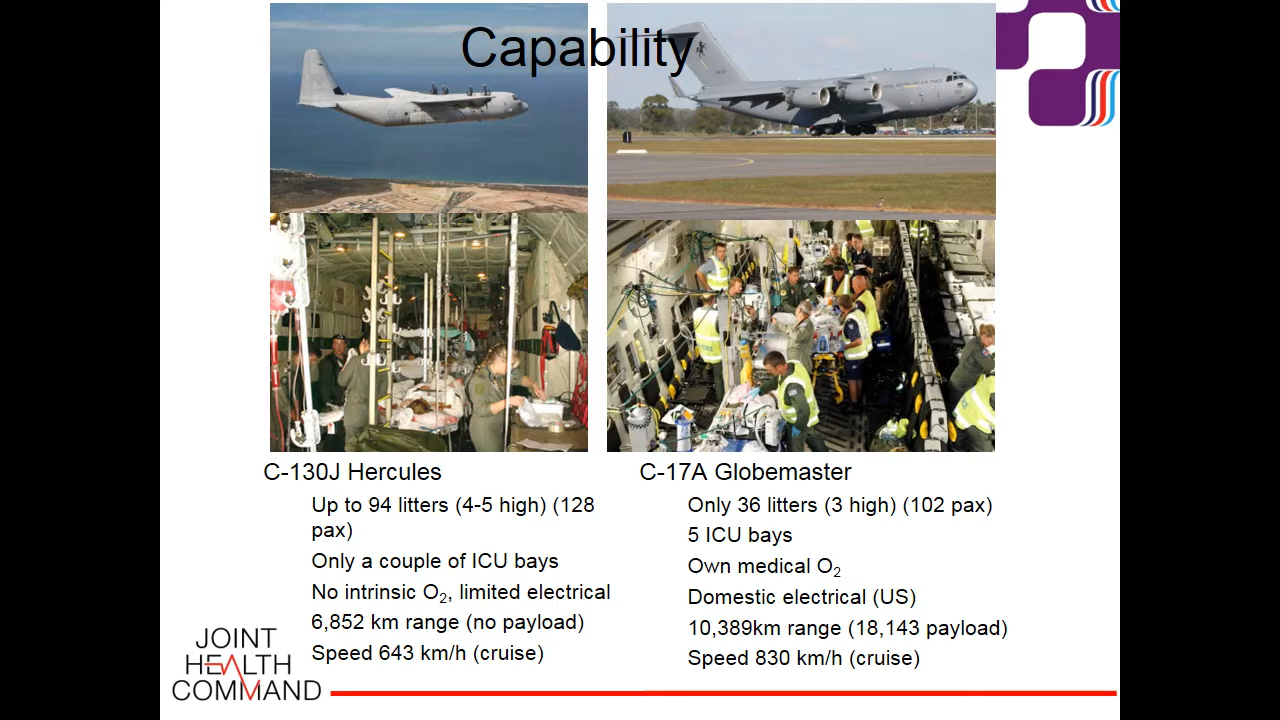 Capability
C-130J Hercules
Up to 94 litters (4-5 high) (128
pax)
Only a couple of ICU bays
No intrinsic O2, limited electrical
6,852 km range (no payload)
Speed 643 km/h (cruise)
C-17A Globemaster
Only 36 litters (3 high) (102 pax)
5 ICU bays
Own medical O2
Domestic electrical (US)
10,389km range (18,143 payload)
Speed 830 km/h (cruise)
JOINT
HEALTH
COMMAND